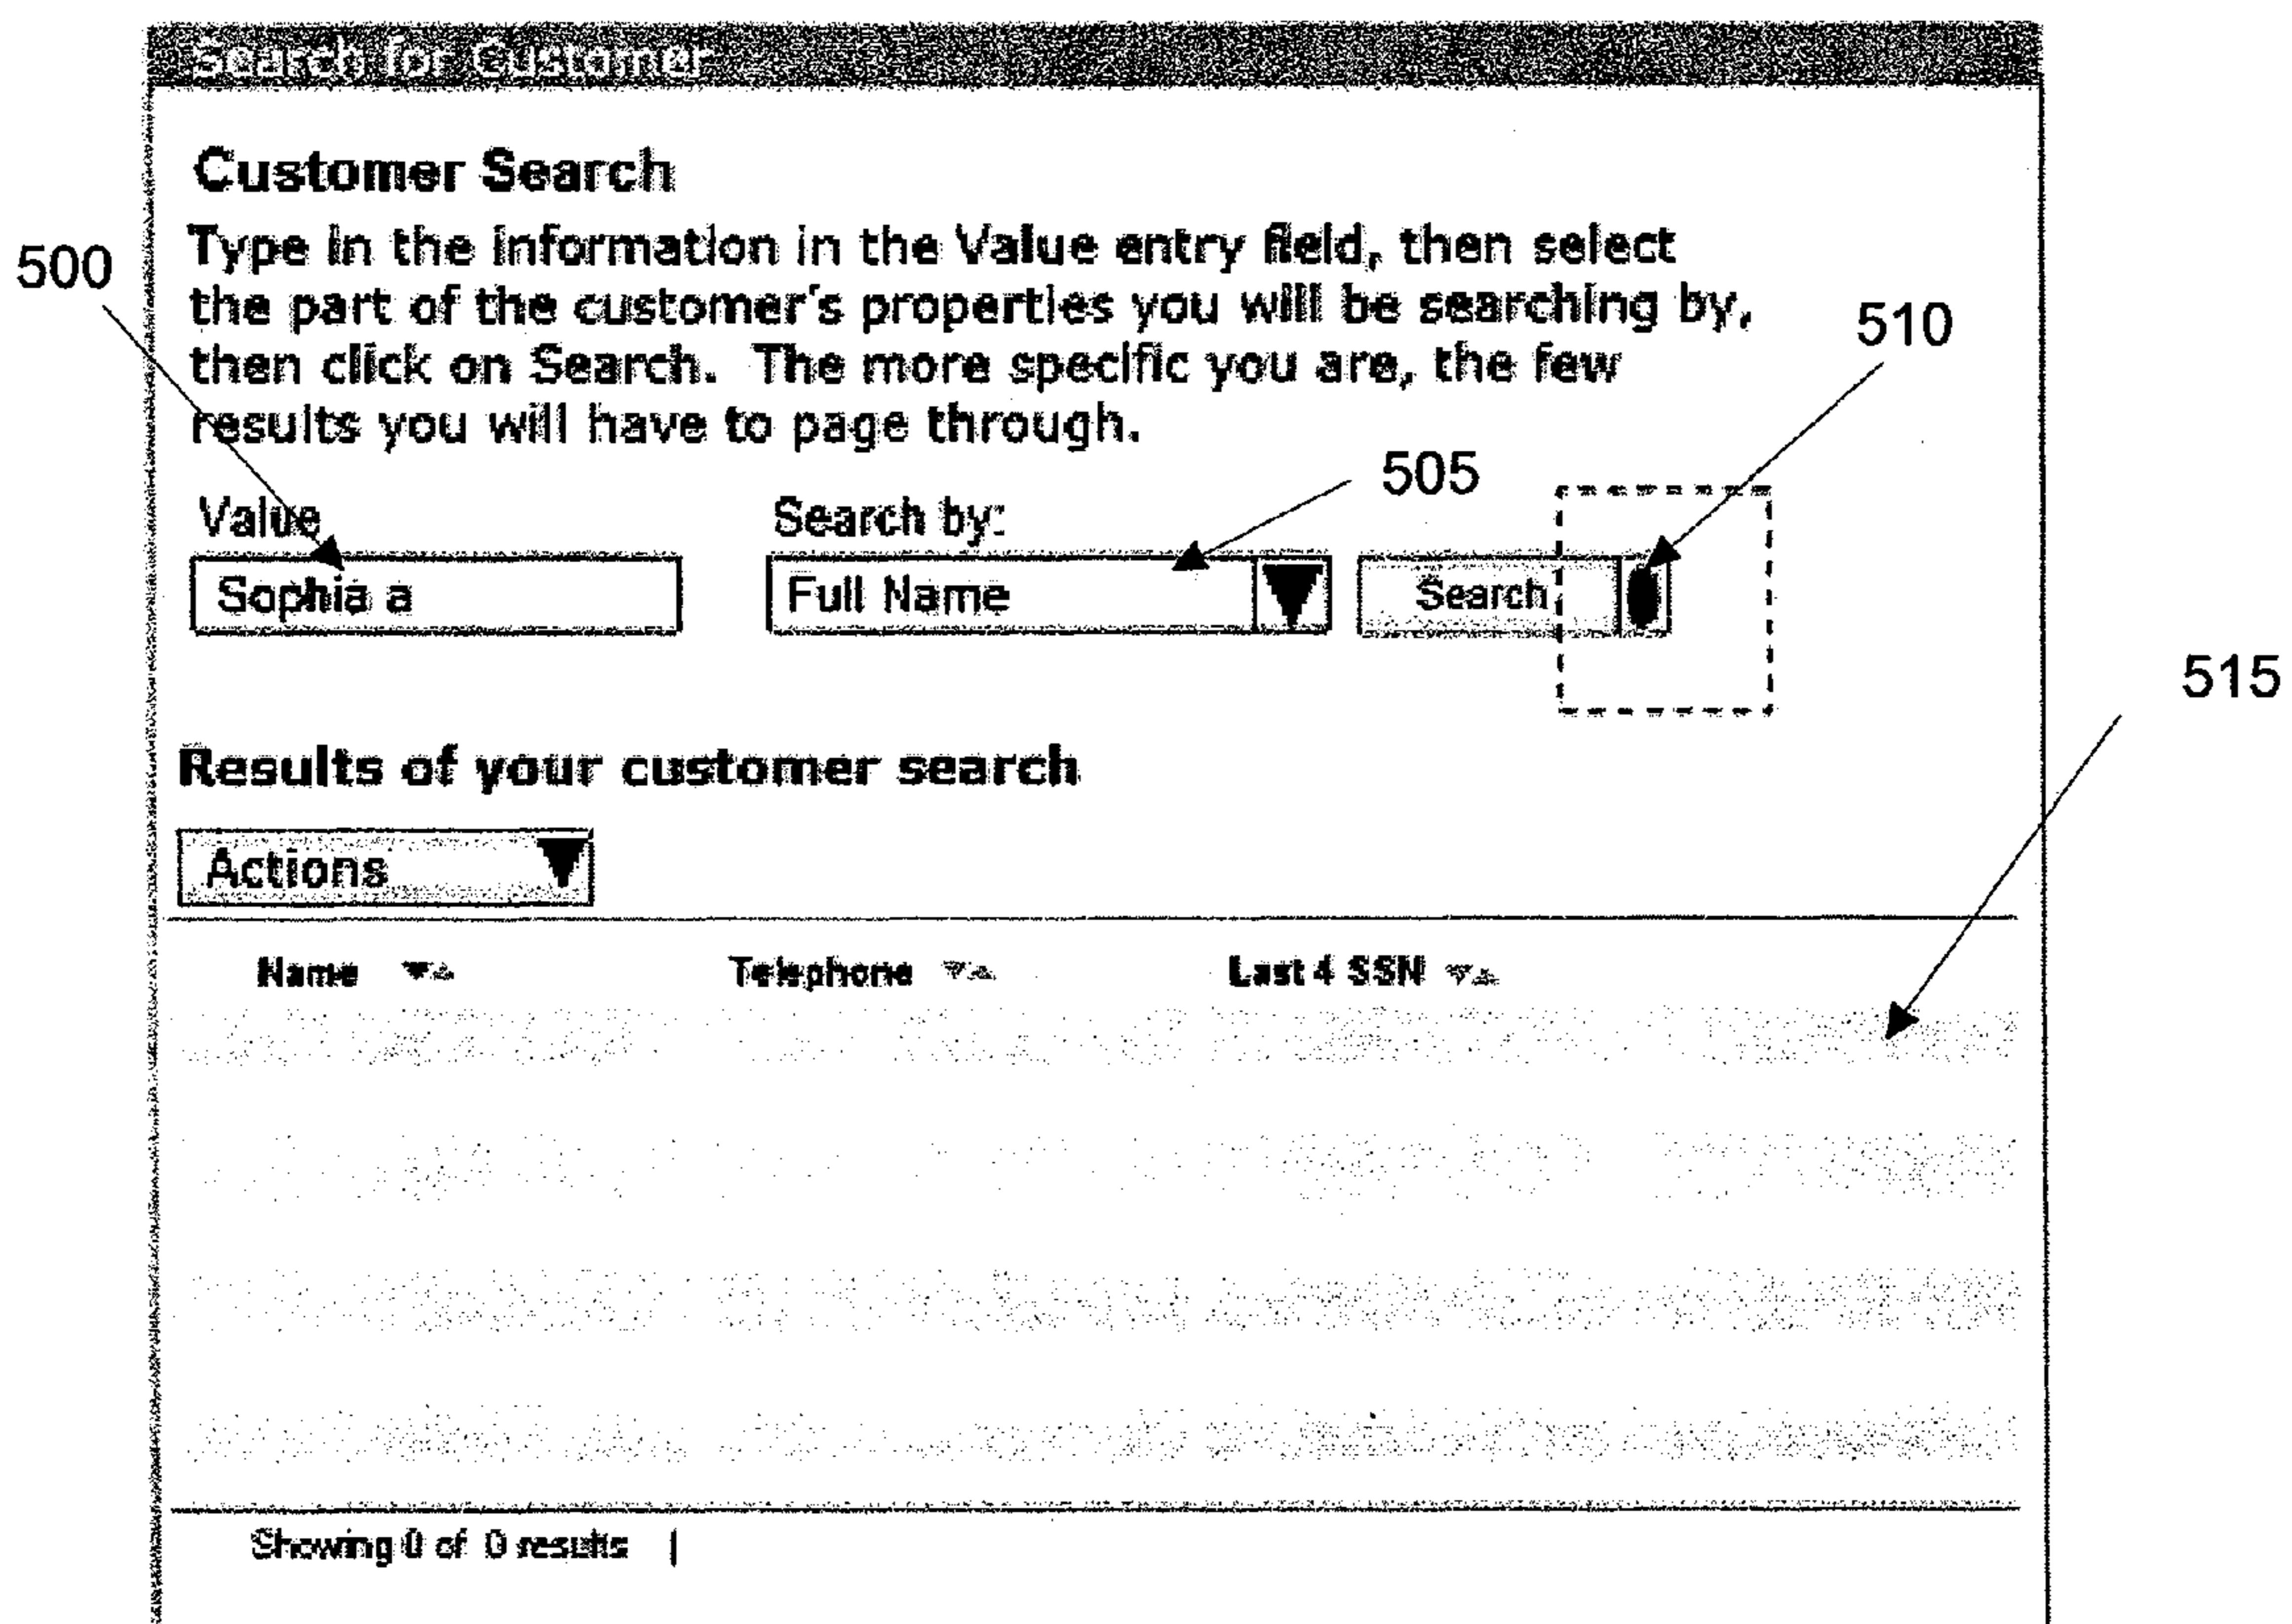 Search for Customer
Customer Search
Type in the information in the Value entry field, then select
the part of the customer's properties you will be searching by,
then click on Search. The more specific you are, the few
results you will have to page through.
500
510
505
Value
Search by:
Sophia a
Full Name
Search
515
Results of your customer search
Actions
Name
Telephone
Last 4 SSN
Showing 0 of 0 results |